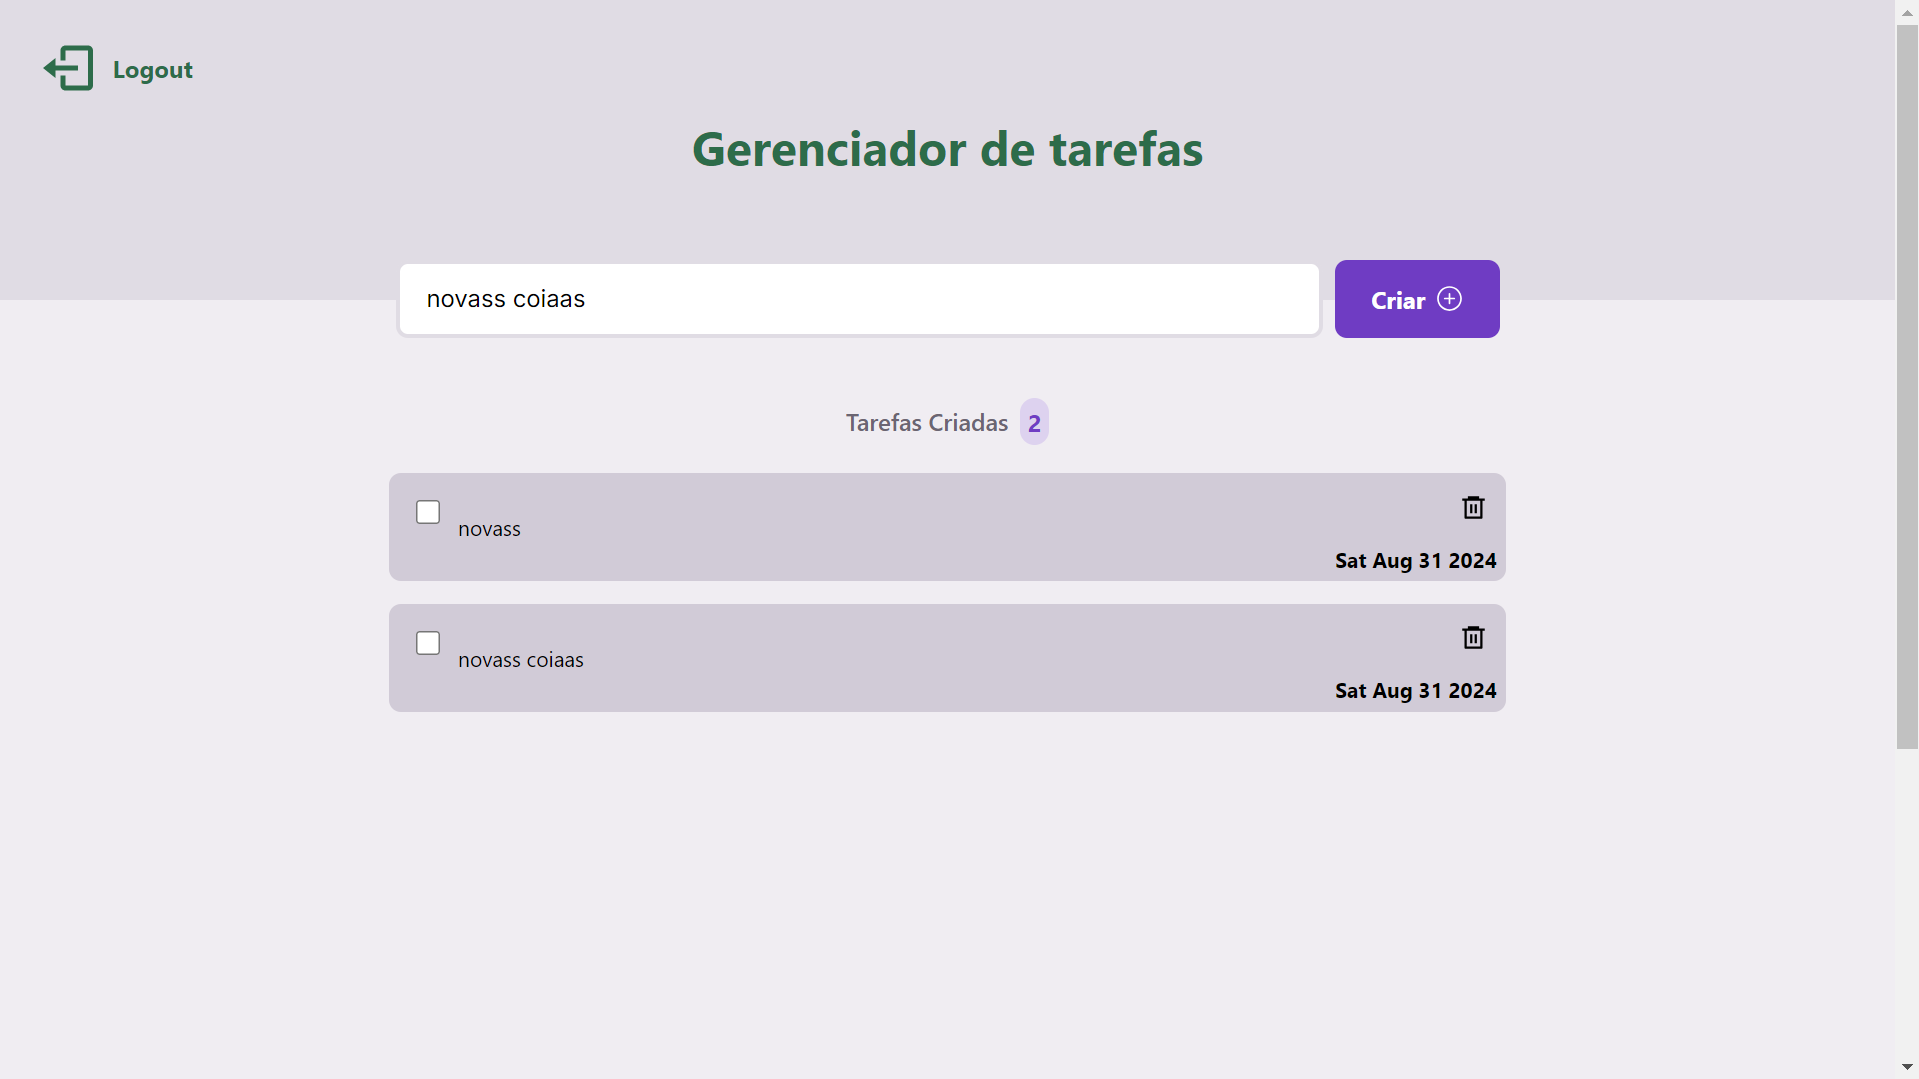 Logout
Gerenciador de tarefas
novass coiaas
Criar
Tarefas Criadas 2
novass
Sat Aug 31 2024
novass coiaas
Sat Aug 31 2024